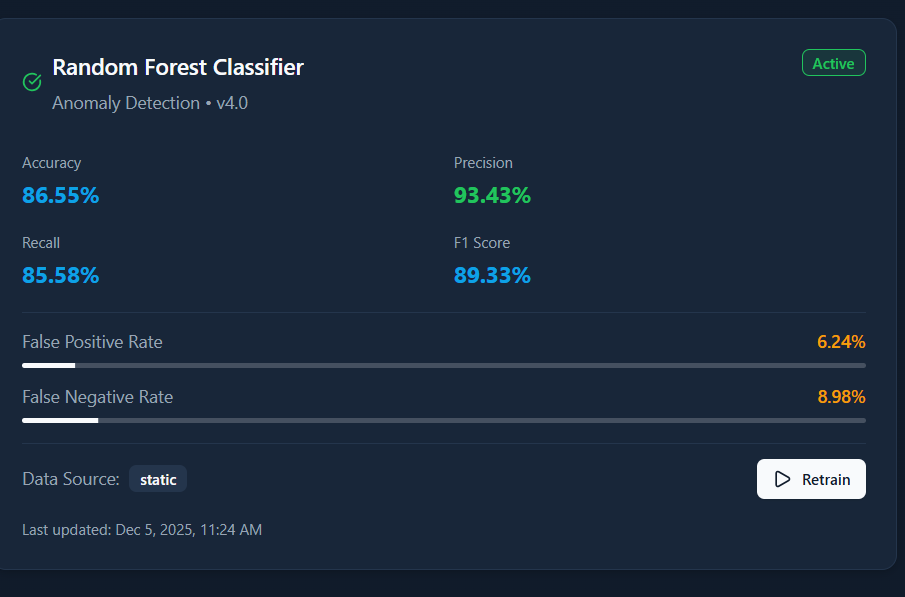 Random Forest Classifier
Active
Anomaly Detection • v4.0
Accuracy
Precision
86.55%
93.43%
Recall
F1 Score
85.58%
89.33%
False Positive Rate
6.24%
False Negative Rate
8.98%
Data Source: static
Retrain
Last updated: Dec 5, 2025, 11:24 AM